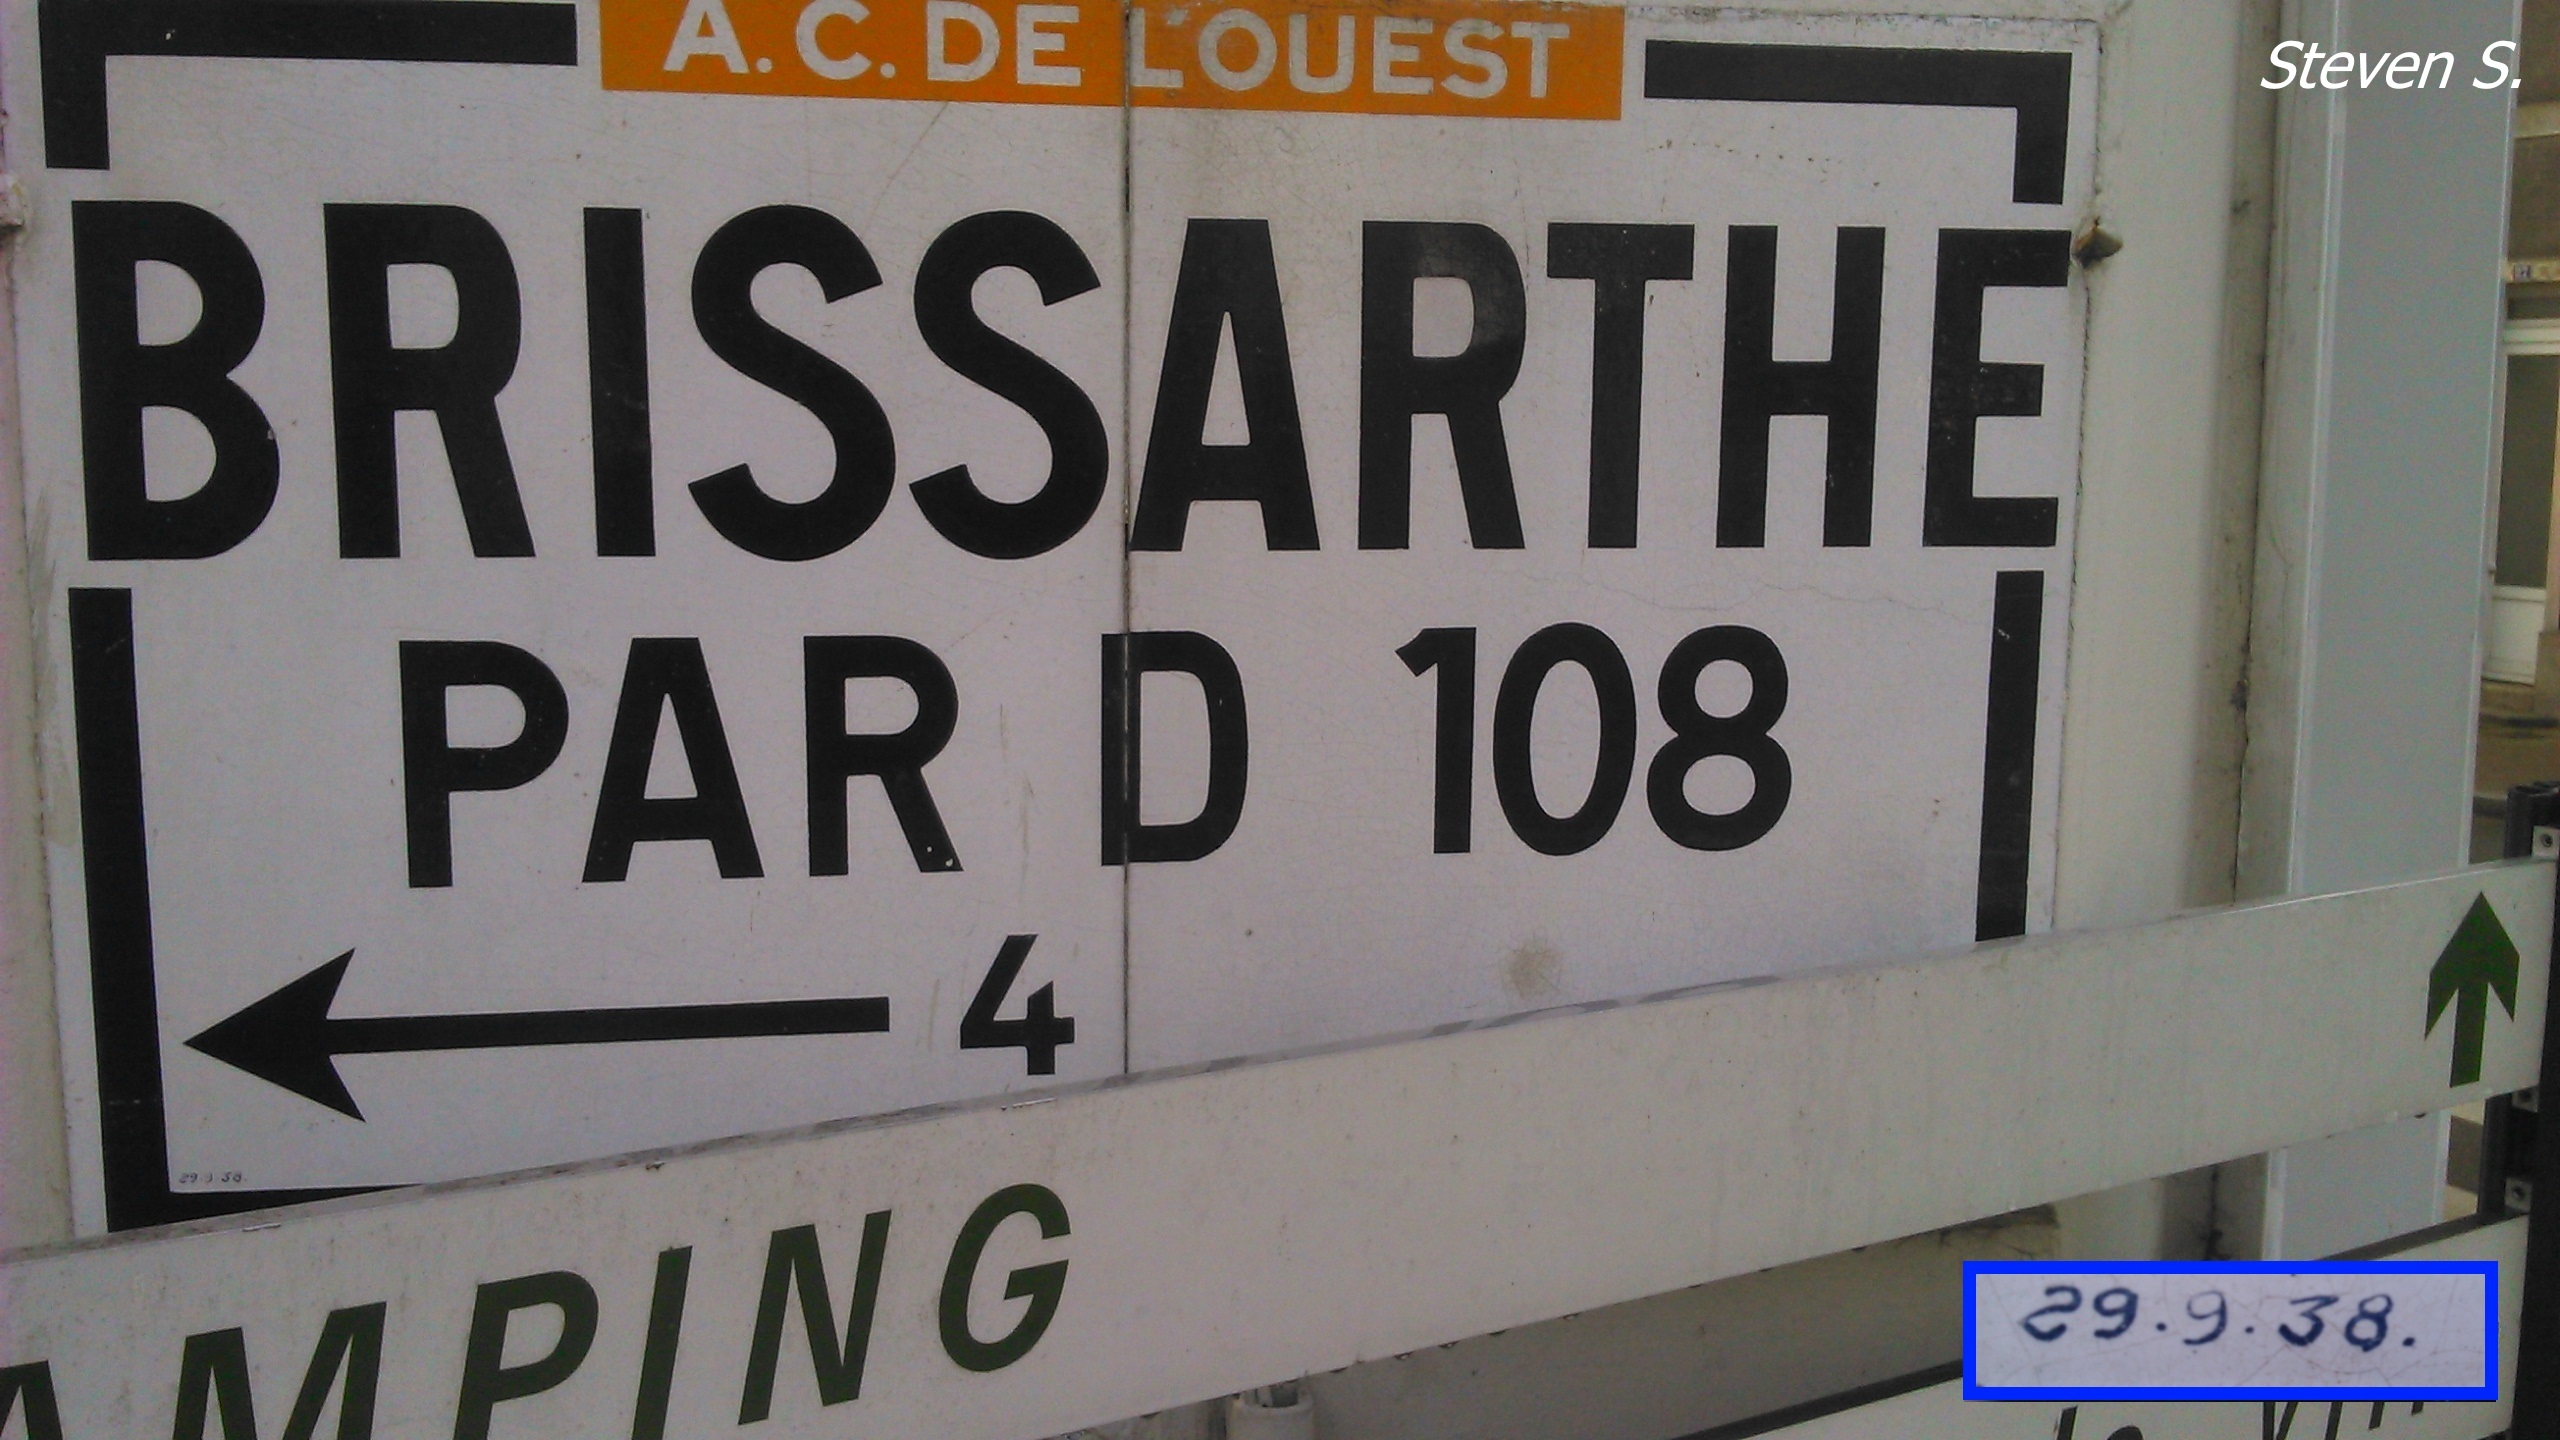 A.C. DE L'OUEST
Steven S.
BRISSARTHE
PAR D 108
4
29.9.38.
AMPING
29.9.38.